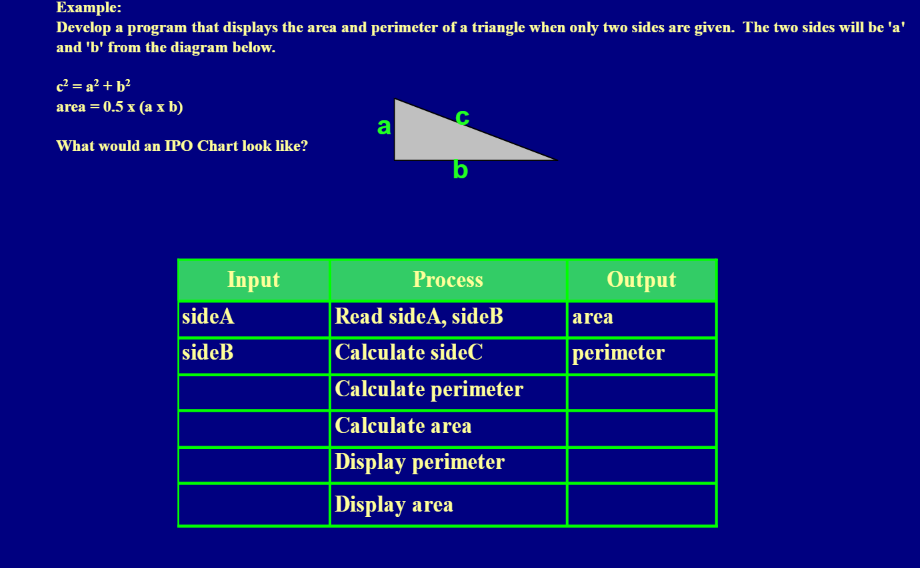 Example:
Develop a program that displays the area and perimeter of a triangle when only two sides are given.  The two sides will be 'a'
and 'b' from the diagram below.
c² = a² + b²
area = 0.5 x (a x b)
What would an IPO Chart look like?
a
c
b
Input Process Output
sideA Read sideA, sideB area
sideB Calculate sideC perimeter
Calculate perimeter
Calculate area
Display perimeter
Display area